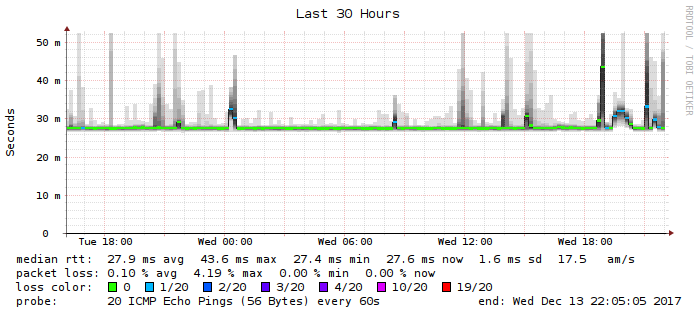 Last 30 Hours
RRDTOOL / TOBI OETIKER
Seconds
50 m
40 m
30 m
20 m
10 m
0
Tue 18:00 Wed 00:00 Wed 06:00 Wed 12:00 Wed 18:00
median rtt: 27.9 ms avg 43.6 ms max 27.4 ms min 27.6 ms now 1.6 ms sd 17.5 am/s
packet loss: 0.10 % avg 4.19 % max 0.00 % min 0.00 % now
loss color: 0 1/20 2/20 3/20 4/20 10/20 19/20
probe: 20 ICMP Echo Pings (56 Bytes) every 60s end: Wed Dec 13 22:05:05 2017